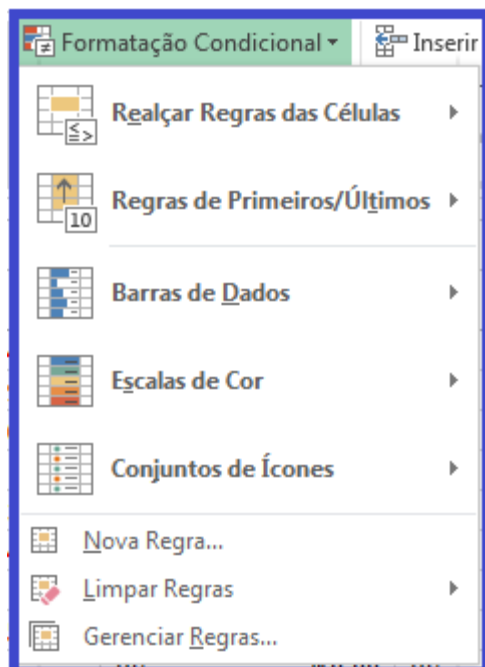 Formatação Condicional Inserir
Realçar Regras das Células
10
Regras de Primeiros/Últimos
Barras de Dados
Escalas de Cor
Conjuntos de Ícones
Nova Regra...
Limpar Regras
Gerenciar Regras...